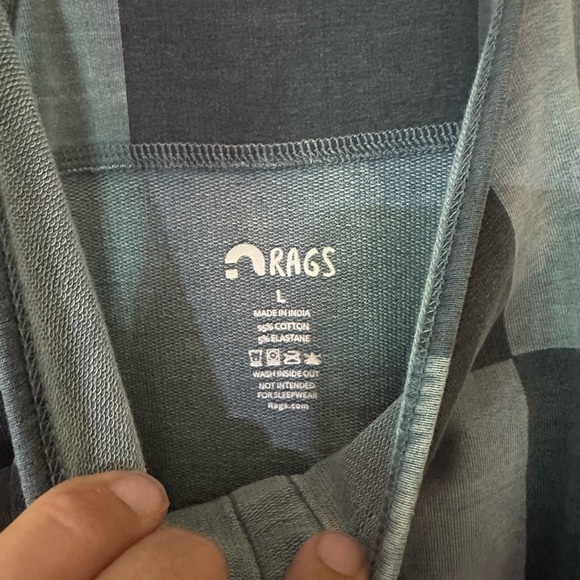 RAGS
L
MADE IN INDIA
95% COTTON
5% ELASTANE
WASH INSIDE OUT
NOT INTENDED
FOR SLEEPWEAR
Rags.com